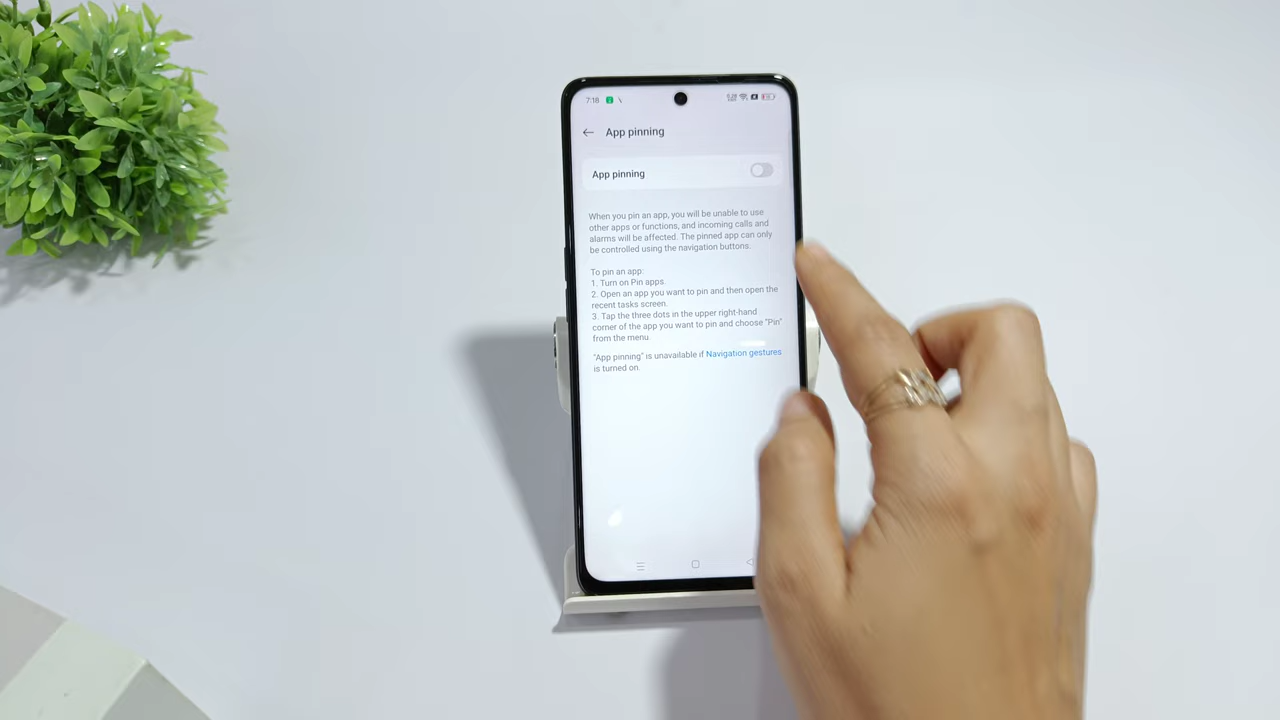 7:18
App pinning
App pinning
When you pin an app, you will be unable to use
other apps or functions, and incoming calls and
alarms will be affected. The pinned app can only
be controlled using the navigation buttons.
To pin an app:
1. Turn on Pin apps
2. Open an app you want to pin and then open the
recent tasks screen.
3. Tap the three dots in the upper right-hand
corner of the app you want to pin and choose "Pin"
from the menu
"App pinning" is unavailable if Navigation gestures
is turned on.